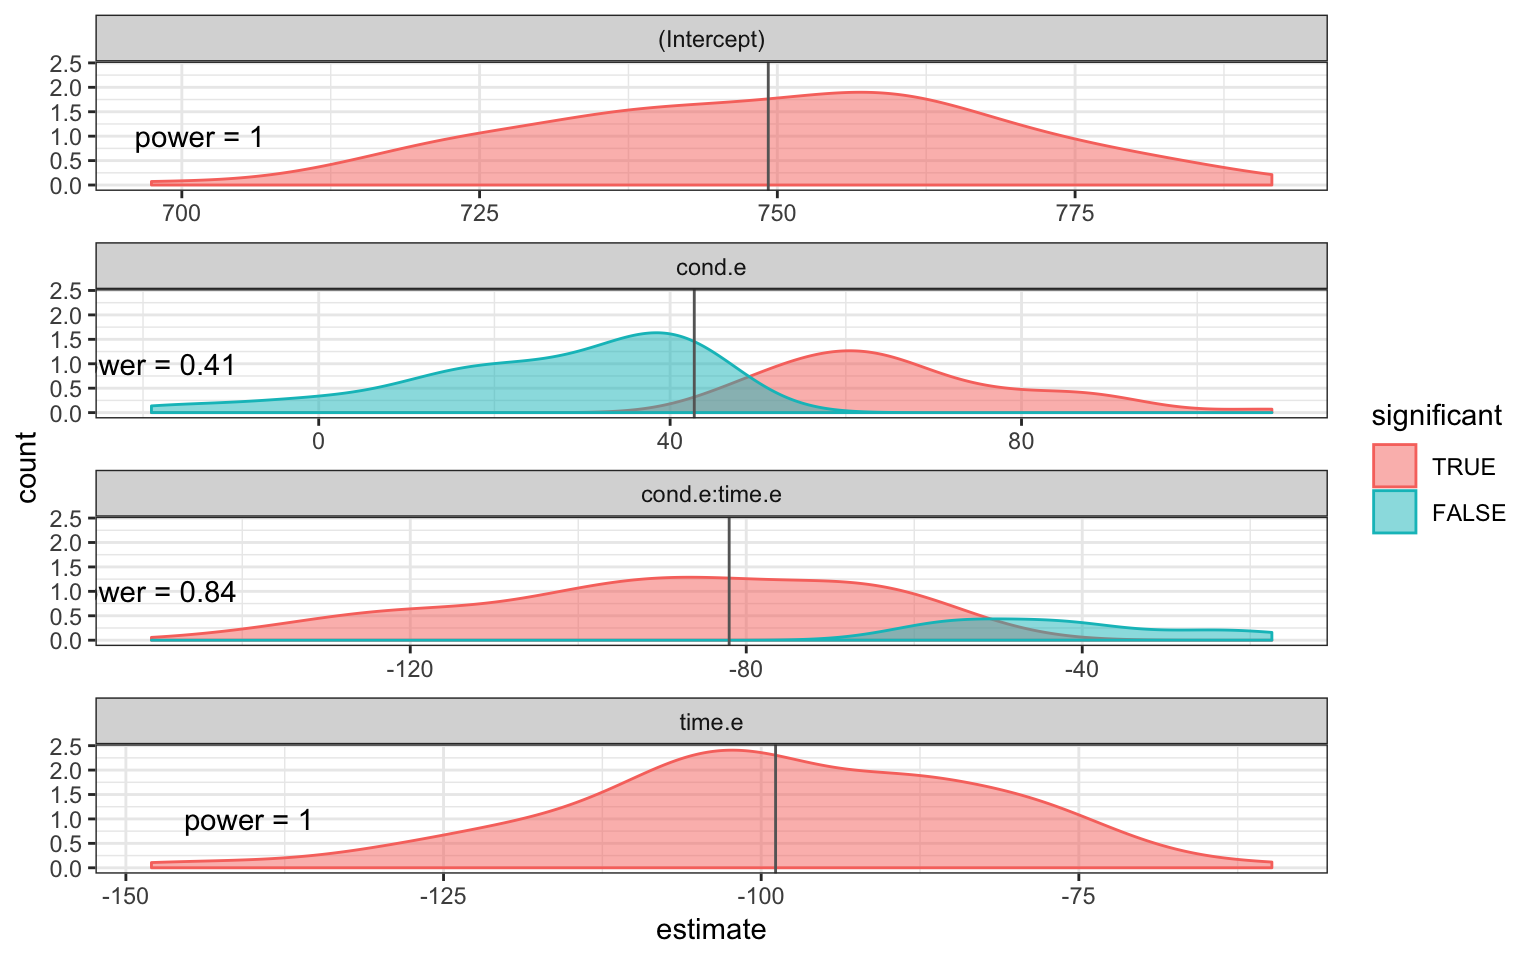 (Intercept)
2.5
2.0
1.5
1.0
0.5
0.0
power = 1
700 725 750 775
cond.e
2.5
2.0
1.5
1.0
0.5
0.0
wer = 0.41
0 40 80
cond.e:time.e
2.5
2.0
1.5
1.0
0.5
0.0
wer = 0.84
-120 -80 -40
time.e
2.5
2.0
1.5
1.0
0.5
0.0
power = 1
-150 -125 -100 -75
estimate
count
significant
TRUE
FALSE